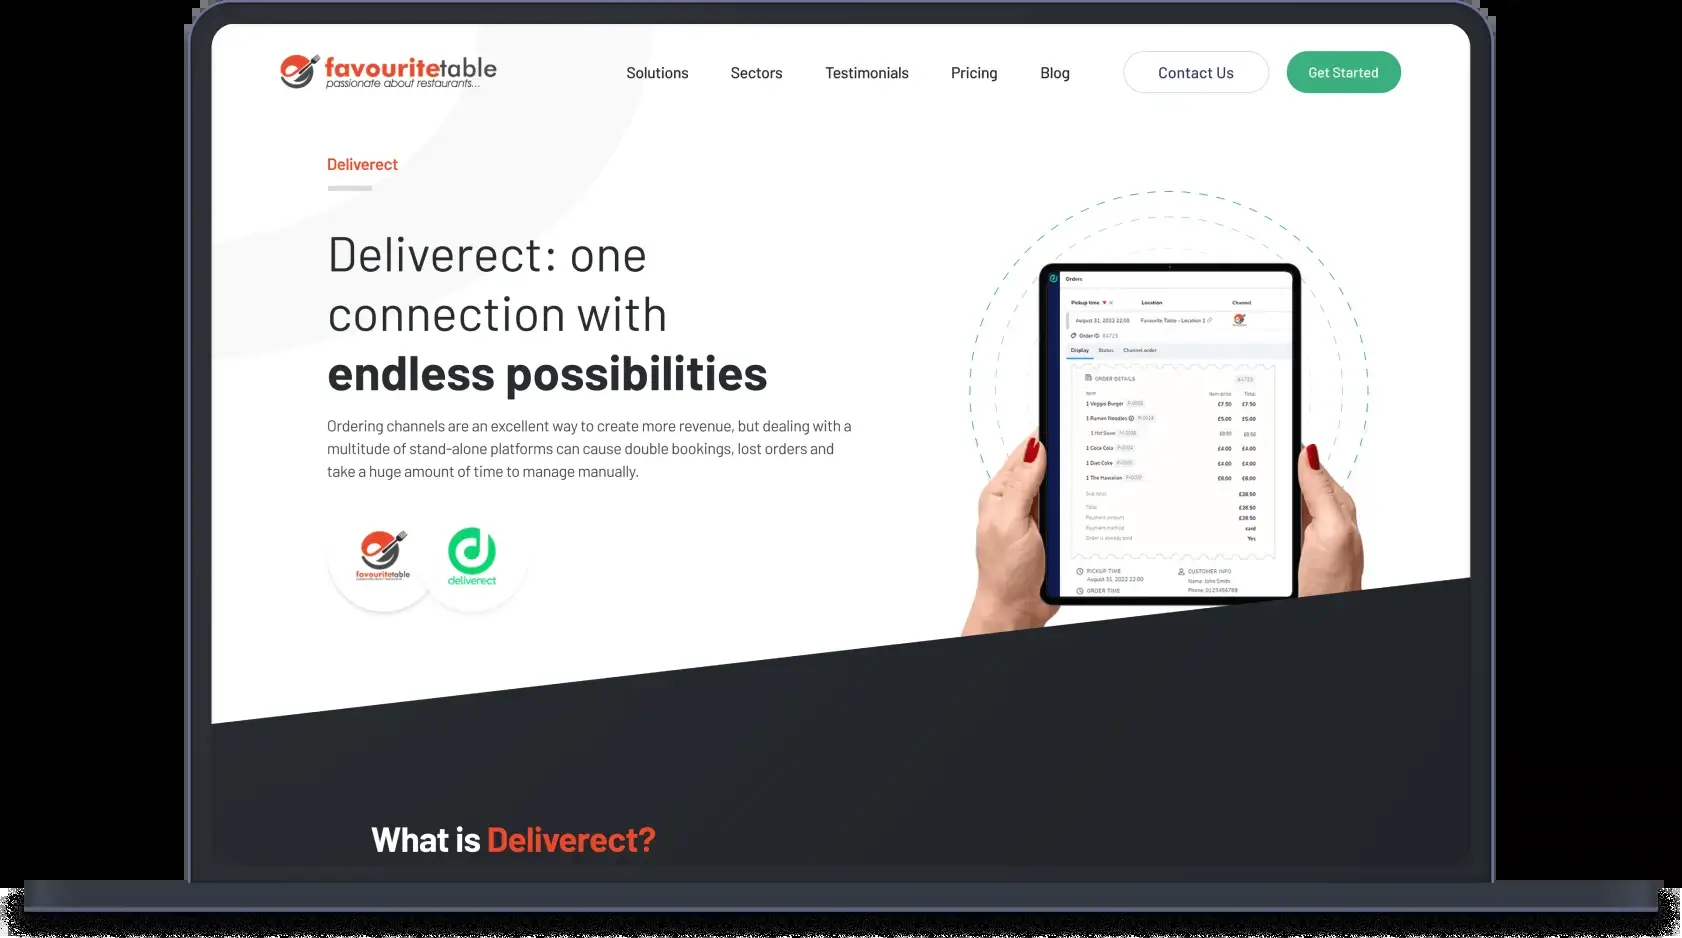 favouritetable
passionate about restaurants...
Solutions
Sectors
Testimonials
Pricing
Blog
Contact Us
Get Started
Deliverect
Deliverect: one
connection with
endless possibilities
Ordering channels are an excellent way to create more revenue, but dealing with a
multitude of stand-alone platforms can cause double bookings, lost orders and
take a huge amount of time to manage manually.
favouritetable
deliverect
Orders
Pickup time Location Channel
August 31, 2022 22:00 Favourite Table - Location 1
Order ID 84723
Display Status Channel order
ORDER DETAILS 84723
Item Item price Total
1 Veggie Burger £7.50 £7.50
1 Ramen Noodles £5.00 £5.00
1 Hot Sauce £0.50 £0.50
1 Coca Cola £4.00 £4.00
1 Diet Coke £4.00 £4.00
1 The Hawaiian £8.00 £8.00
Sub total £28.50
Total £28.50
Payment amount £28.50
Payment method card
Order is already paid Yes
PICKUP TIME
August 31, 2022 22:00
ORDER TIME
CUSTOMER INFO
Name: John Smith
Phone: 0123456789
What is Deliverect?